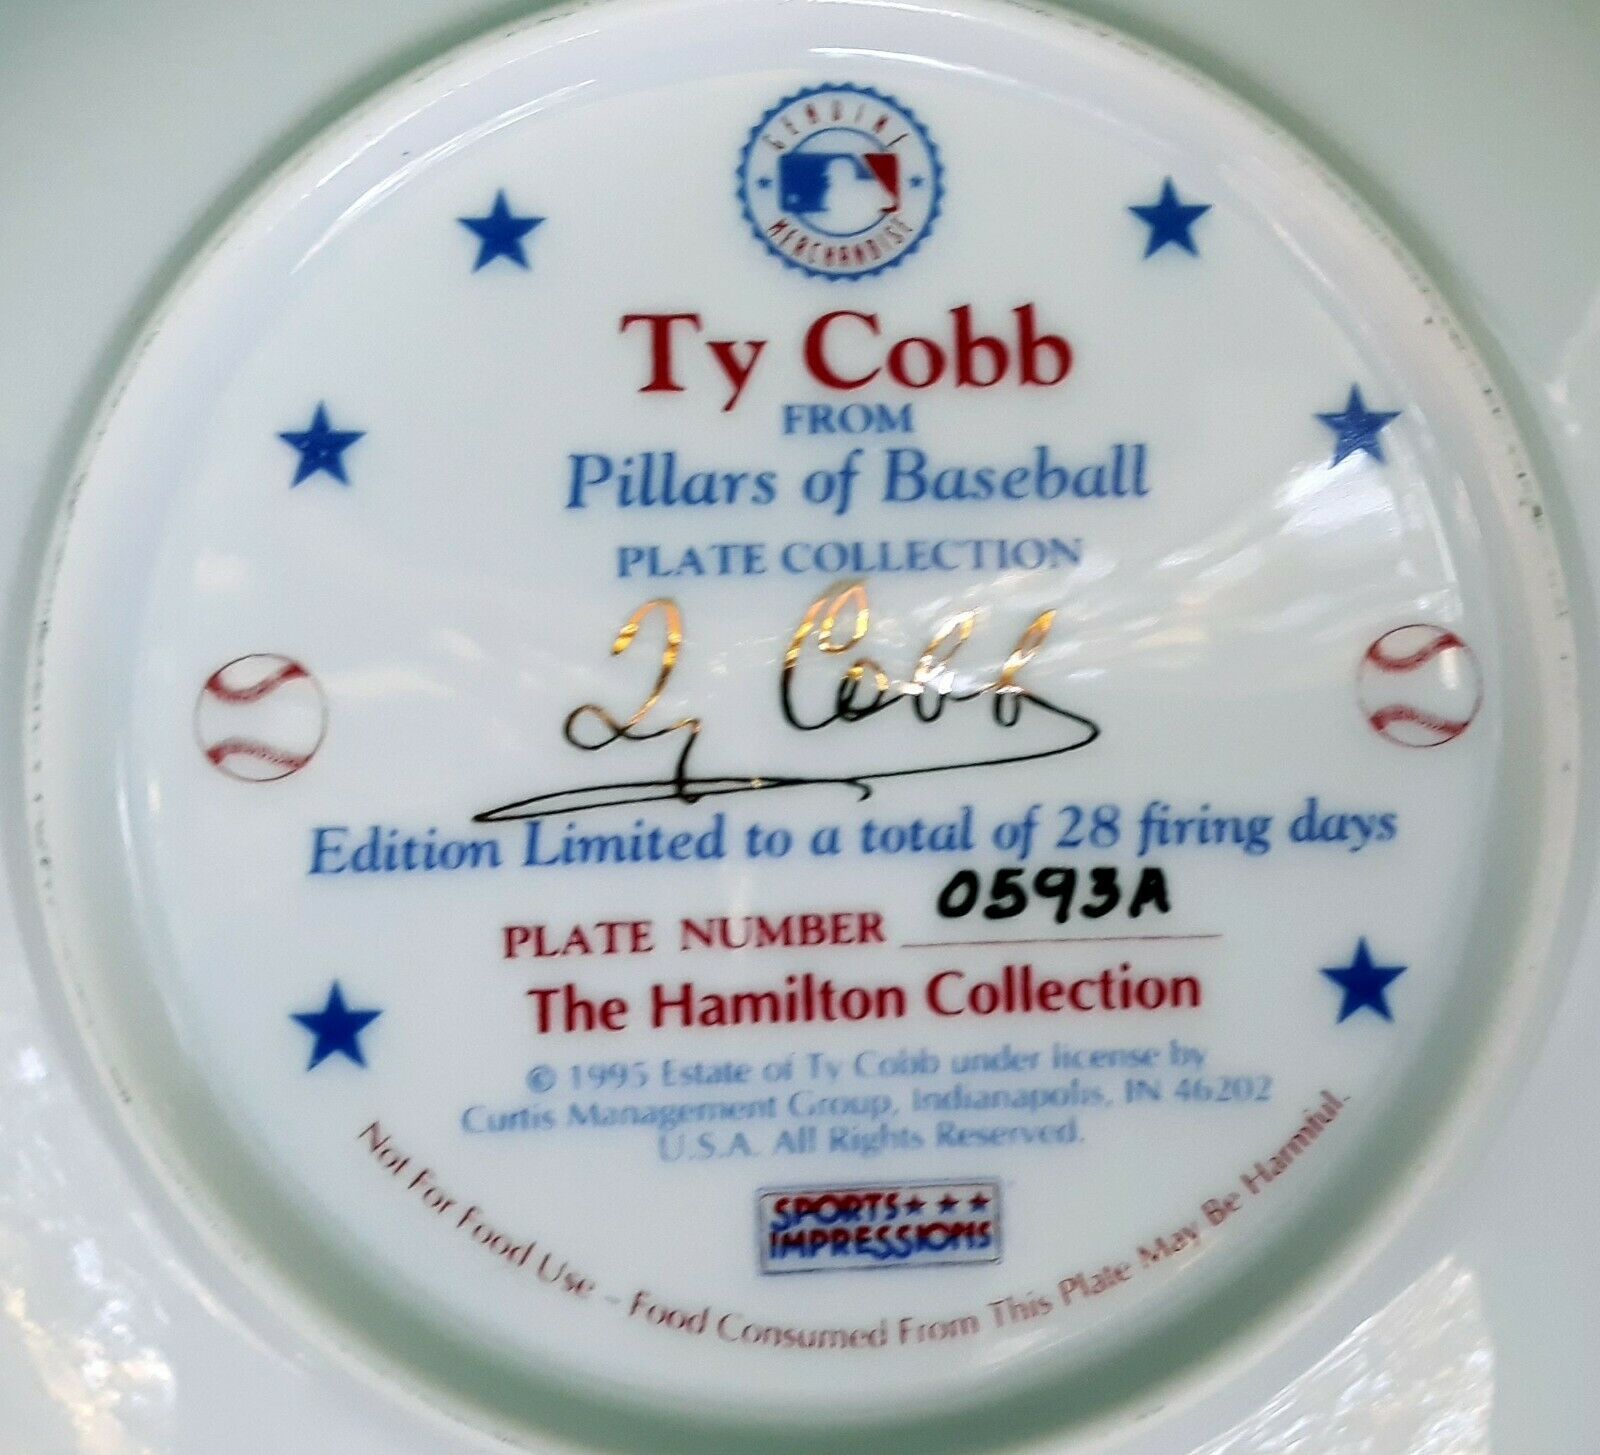 GENUINE
MERCHANDISE
Ty Cobb
FROM
Pillars of Baseball
PLATE COLLECTION
Ty Cobb
Edition Limited to a total of 28 firing days
PLATE NUMBER 0593A
The Hamilton Collection
© 1995 Estate of Ty Cobb under license by
Curtis Management Group, Indianapolis, IN 46202
U.S.A. All Rights Reserved.
SPORTS
IMPRESSIONS
Not For Food Use – Food Consumed From This Plate May Be Harmful.